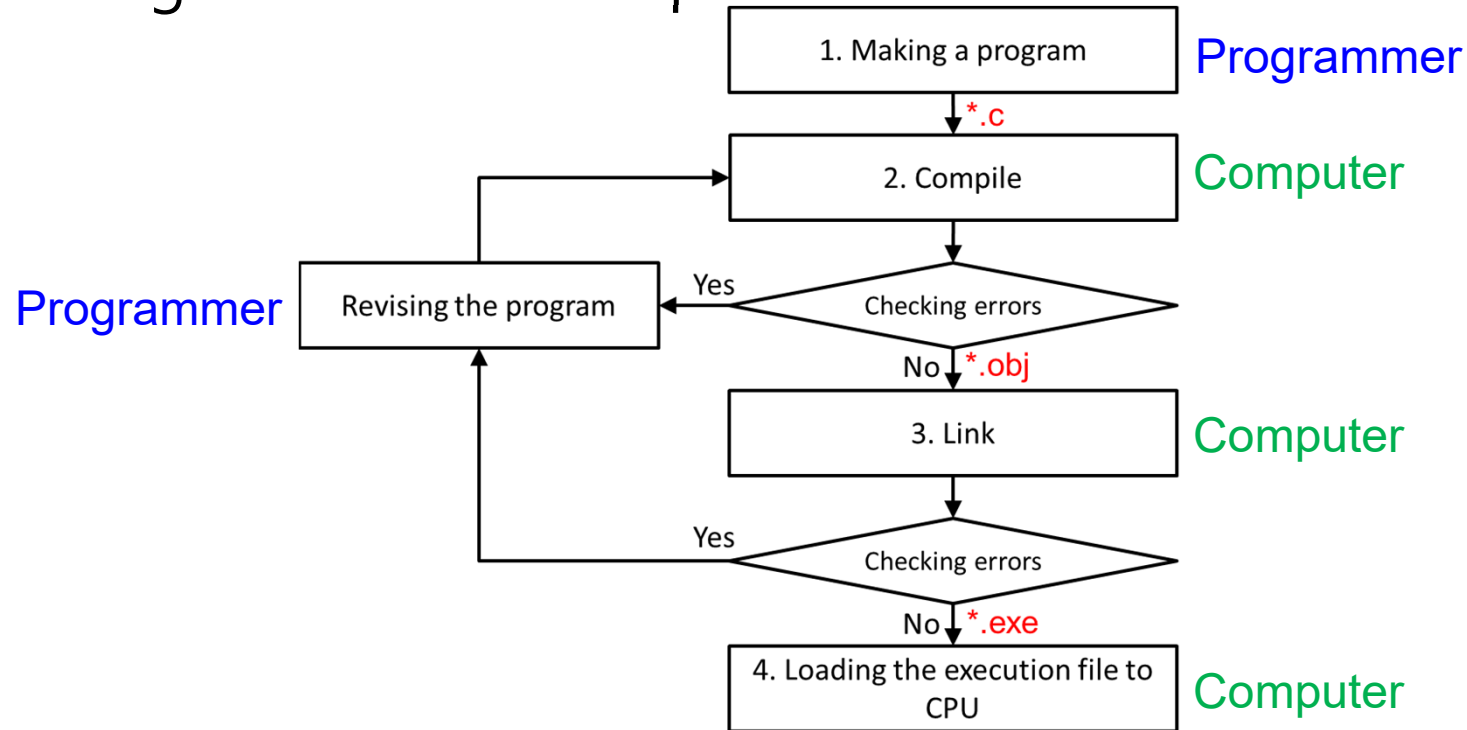 1. Making a program
Programmer
*.c
2. Compile
Computer
Programmer
Revising the program
Yes
Checking errors
No
*.obj
3. Link
Computer
Yes
Checking errors
No
*.exe
4. Loading the execution file to
CPU
Computer